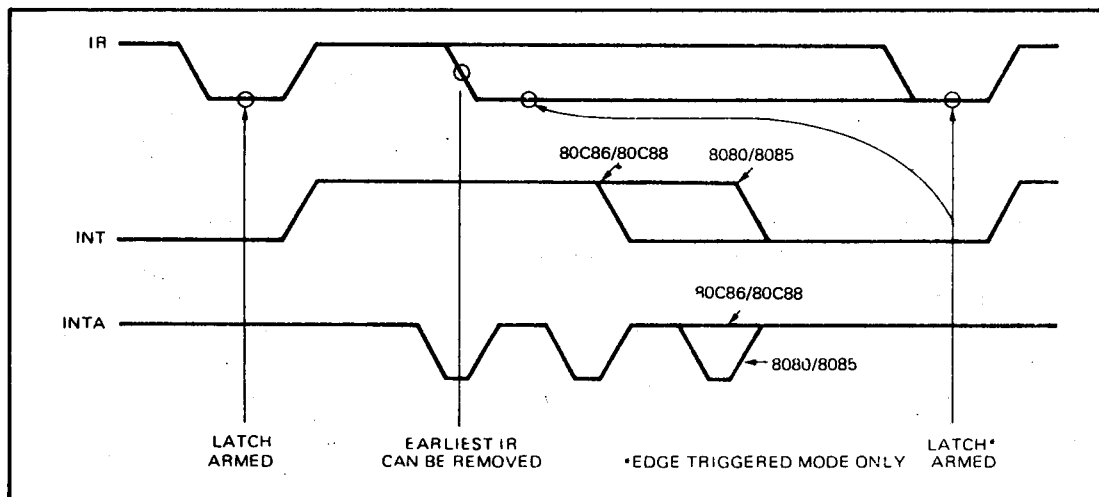 IR
80C86/80C88
8080/8085
INT
80C86/80C88
INTA
8080/8085
LATCH
ARMED
EARLIEST IR
CAN BE REMOVED
*EDGE TRIGGERED MODE ONLY
LATCH*
ARMED